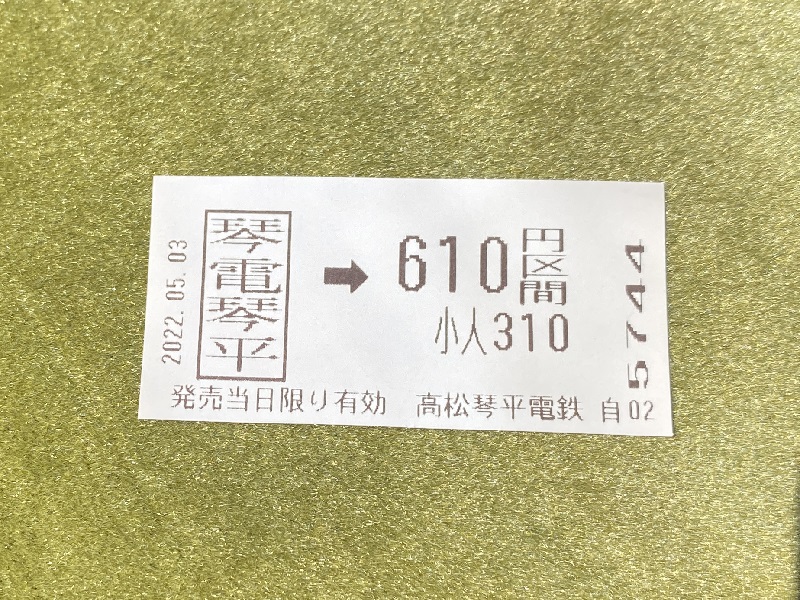 2022.05.03
琴電琴平
➡
610円区間
小人310
5744
発売当日限り有効 高松琴平電鉄 自02